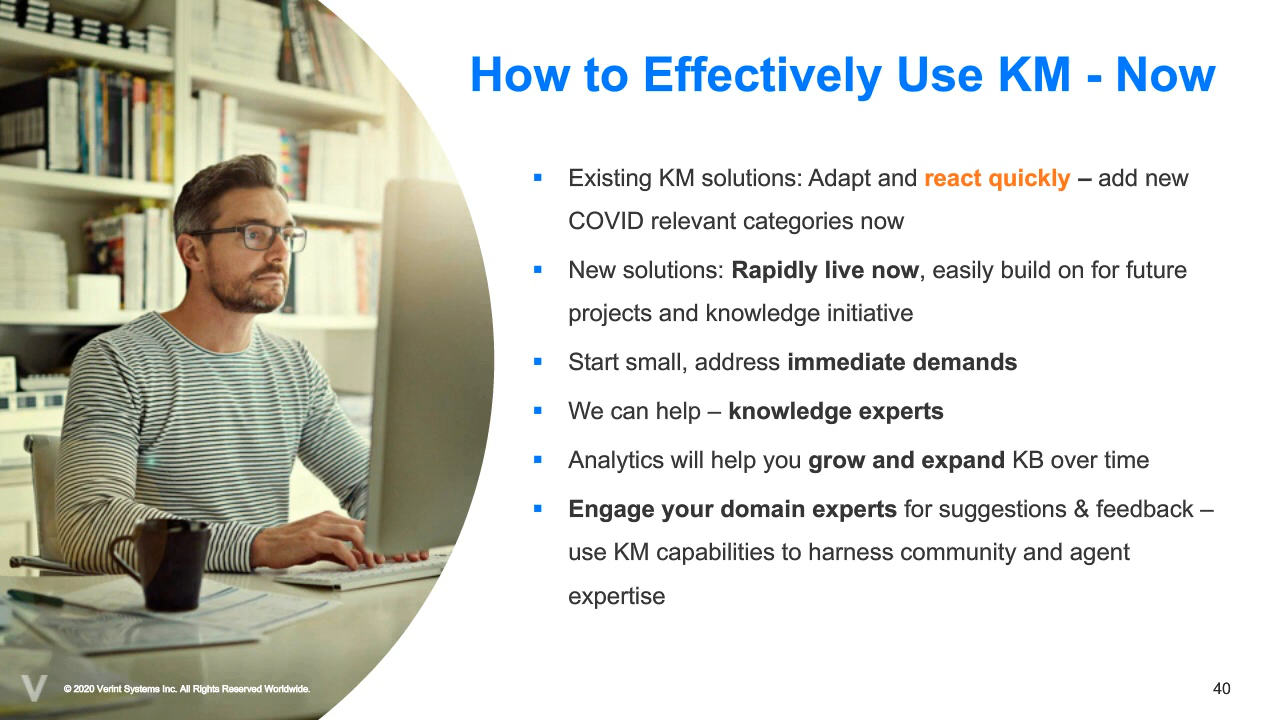 How to Effectively Use KM - Now
▪ Existing KM solutions: Adapt and react quickly – add new
COVID relevant categories now
▪ New solutions: Rapidly live now, easily build on for future
projects and knowledge initiative
▪ Start small, address immediate demands
▪ We can help – knowledge experts
▪ Analytics will help you grow and expand KB over time
▪ Engage your domain experts for suggestions & feedback –
use KM capabilities to harness community and agent
expertise
V © 2020 Verint Systems Inc. All Rights Reserved Worldwide.
40